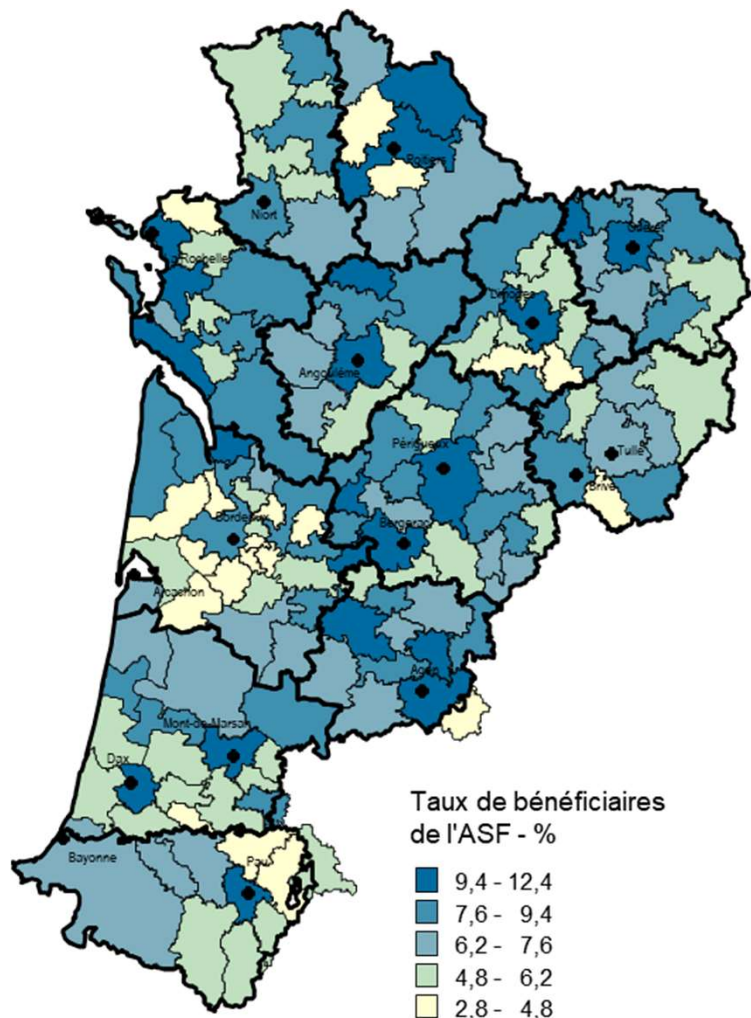 Poitiers
Niort
Guéret
Rochelle
Limoges
Angoulême
Périgueux
Tulle
Brive
Bordeaux
Bergerac
Arcachon
Agen
Mont-de-Marsan
Dax
Bayonne
Pau
Taux de bénéficiaires
de l'ASF - %
9,4 - 12,4
7,6 - 9,4
6,2 - 7,6
4,8 - 6,2
2,8 - 4,8